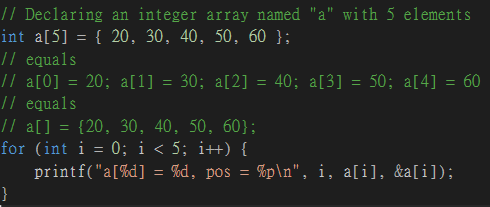 // Declaring an integer array named "a" with 5 elements
int a[5] = { 20, 30, 40, 50, 60 };
// equals
// a[0] = 20; a[1] = 30; a[2] = 40; a[3] = 50; a[4] = 60
// equals
// a[] = {20, 30, 40, 50, 60};
for (int i = 0; i < 5; i++) {
    printf("a[%d] = %d, pos = %p\n", i, a[i], &a[i]);
}